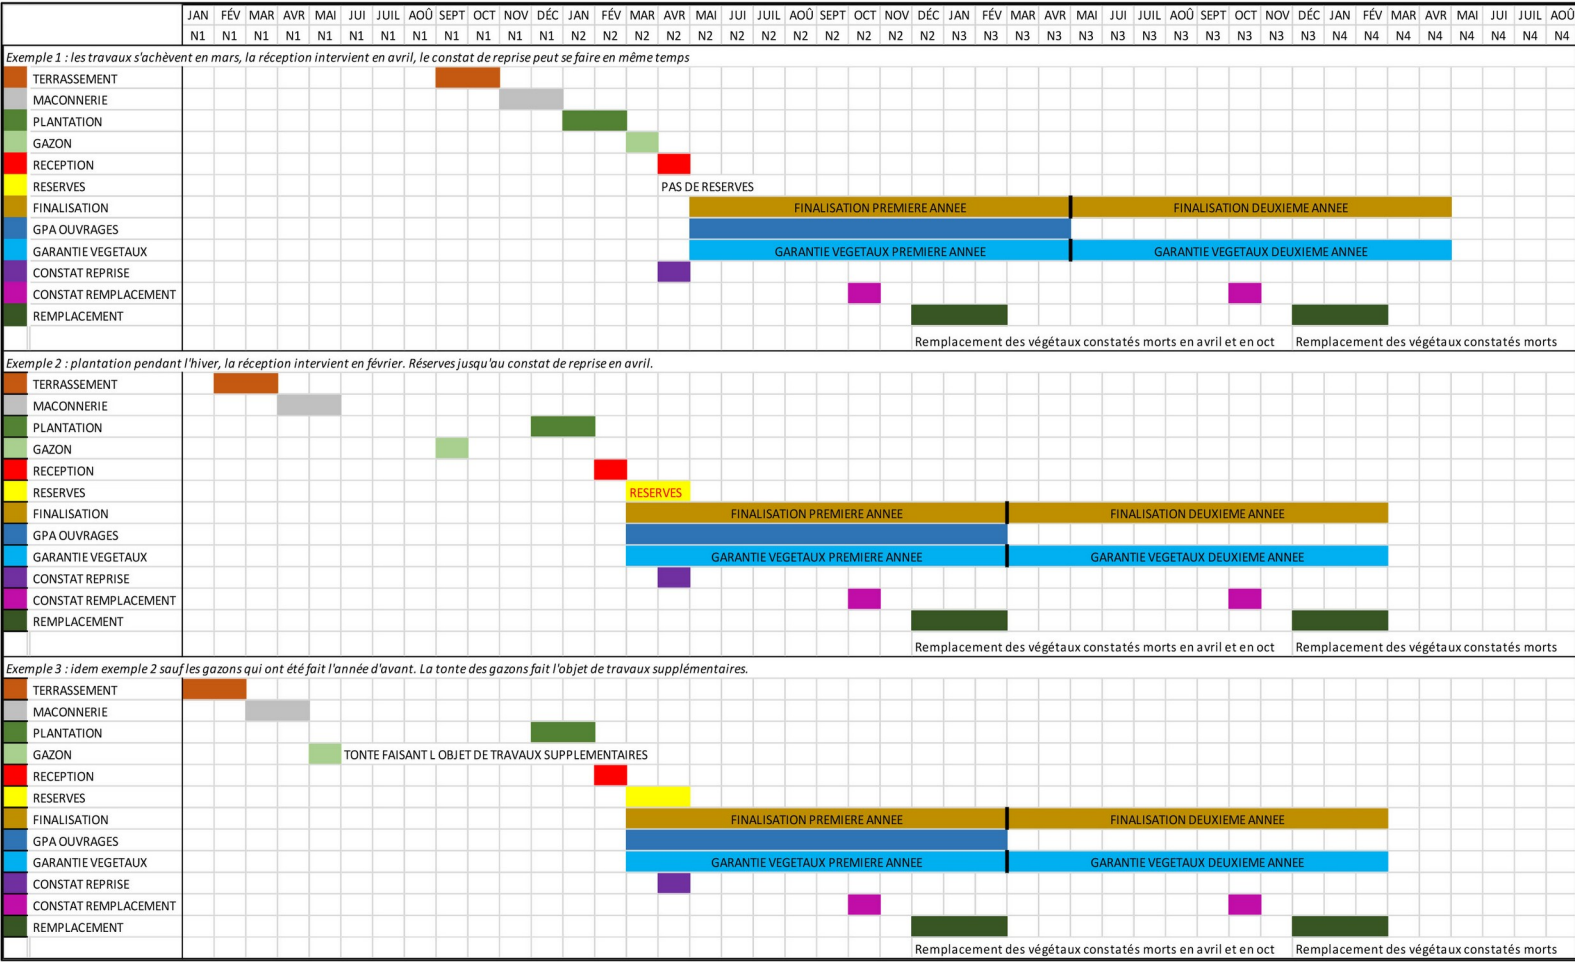 JAN FÉV MAR AVR MAI JUI JUIL AOÛ SEPT OCT NOV DÉC JAN FÉV MAR AVR MAI JUI JUIL AOÛ SEPT OCT NOV DÉC JAN FÉV MAR AVR MAI JUI JUIL AOÛ SEPT OCT NOV DÉC JAN FÉV MAR AVR MAI JUI JUIL AOÛ
N1 N1 N1 N1 N1 N1 N1 N1 N1 N1 N1 N1 N2 N2 N2 N2 N2 N2 N2 N2 N2 N2 N2 N2 N3 N3 N3 N3 N3 N3 N3 N3 N3 N3 N3 N3 N4 N4 N4 N4 N4 N4 N4 N4
Exemple 1 : les travaux s'achèvent en mars, la réception intervient en avril, le constat de reprise peut se faire en même temps
TERRASSEMENT
MACONNERIE
PLANTATION
GAZON
RECEPTION
RESERVES PAS DE RESERVES
FINALISATION FINALISATION PREMIERE ANNEE FINALISATION DEUXIEME ANNEE
GPA OUVRAGES
GARANTIE VEGETAUX GARANTIE VEGETAUX PREMIERE ANNEE GARANTIE VEGETAUX DEUXIEME ANNEE
CONSTAT REPRISE
CONSTAT REMPLACEMENT
REMPLACEMENT
Remplacement des végétaux constatés morts en avril et en oct Remplacement des végétaux constatés morts
Exemple 2 : plantation pendant l'hiver, la réception intervient en février. Réserves jusqu'au constat de reprise en avril.
TERRASSEMENT
MACONNERIE
PLANTATION
GAZON
RECEPTION
RESERVES RESERVES
FINALISATION FINALISATION PREMIERE ANNEE FINALISATION DEUXIEME ANNEE
GPA OUVRAGES
GARANTIE VEGETAUX GARANTIE VEGETAUX PREMIERE ANNEE GARANTIE VEGETAUX DEUXIEME ANNEE
CONSTAT REPRISE
CONSTAT REMPLACEMENT
REMPLACEMENT
Remplacement des végétaux constatés morts en avril et en oct Remplacement des végétaux constatés morts
Exemple 3 : idem exemple 2 sauf les gazons qui ont été fait l'année d'avant. La tonte des gazons fait l'objet de travaux supplémentaires.
TERRASSEMENT
MACONNERIE
PLANTATION
GAZON TONTE FAISANT L OBJET DE TRAVAUX SUPPLEMENTAIRES
RECEPTION
RESERVES
FINALISATION FINALISATION PREMIERE ANNEE FINALISATION DEUXIEME ANNEE
GPA OUVRAGES
GARANTIE VEGETAUX GARANTIE VEGETAUX PREMIERE ANNEE GARANTIE VEGETAUX DEUXIEME ANNEE
CONSTAT REPRISE
CONSTAT REMPLACEMENT
REMPLACEMENT
Remplacement des végétaux constatés morts en avril et en oct Remplacement des végétaux constatés morts